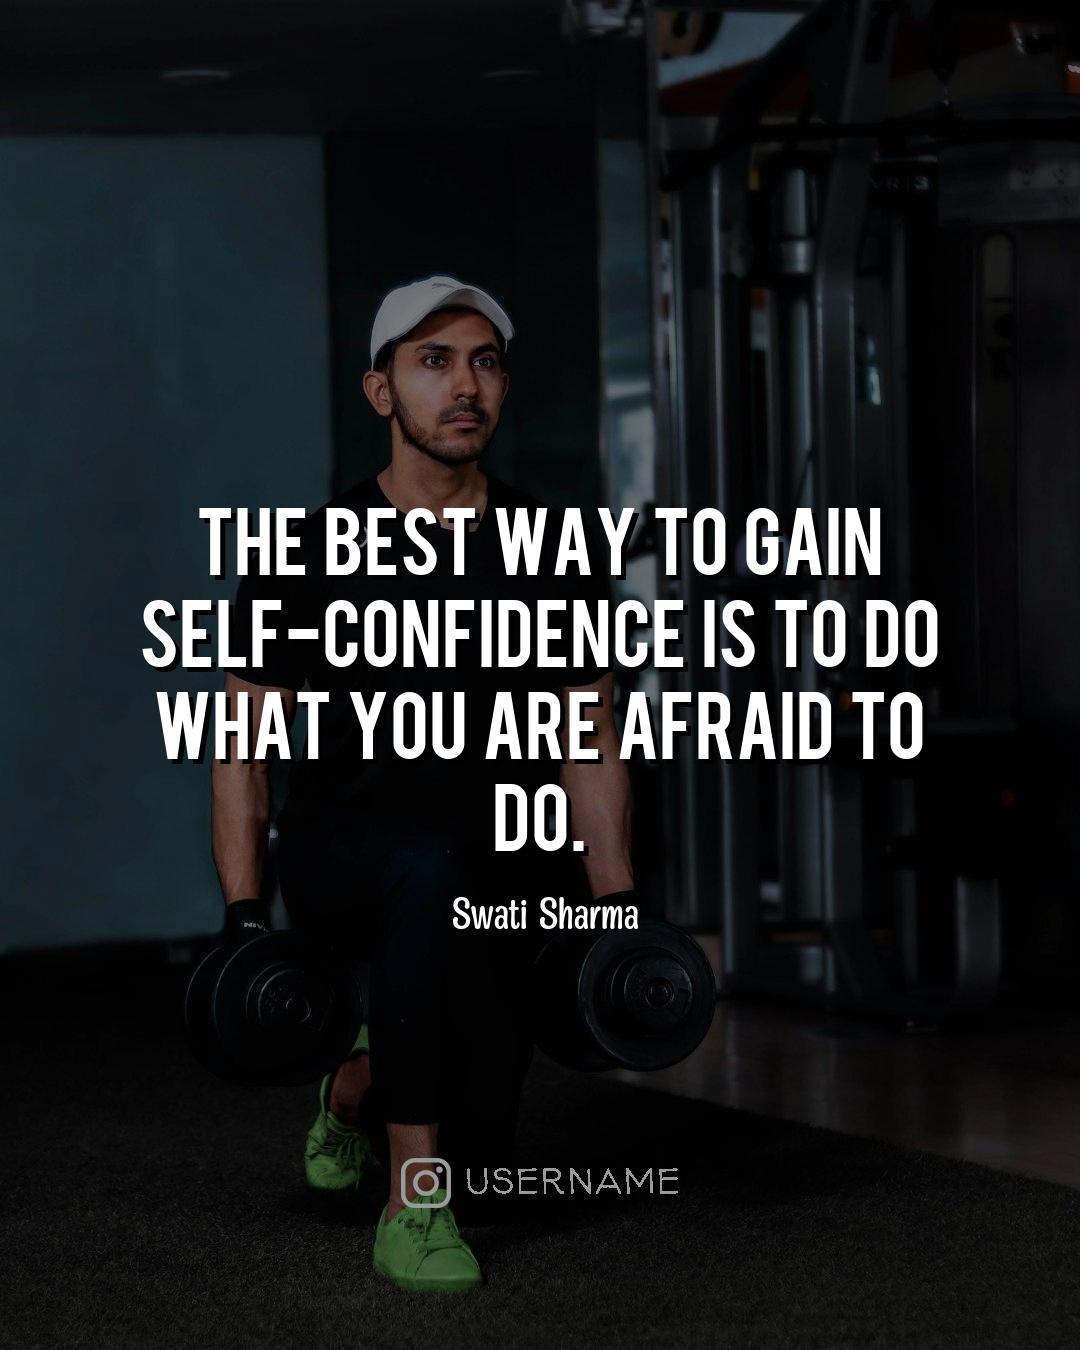 THE BEST WAY TO GAIN
SELF-CONFIDENCE IS TO DO
WHAT YOU ARE AFRAID TO
DO.
Swati Sharma
USERNAME